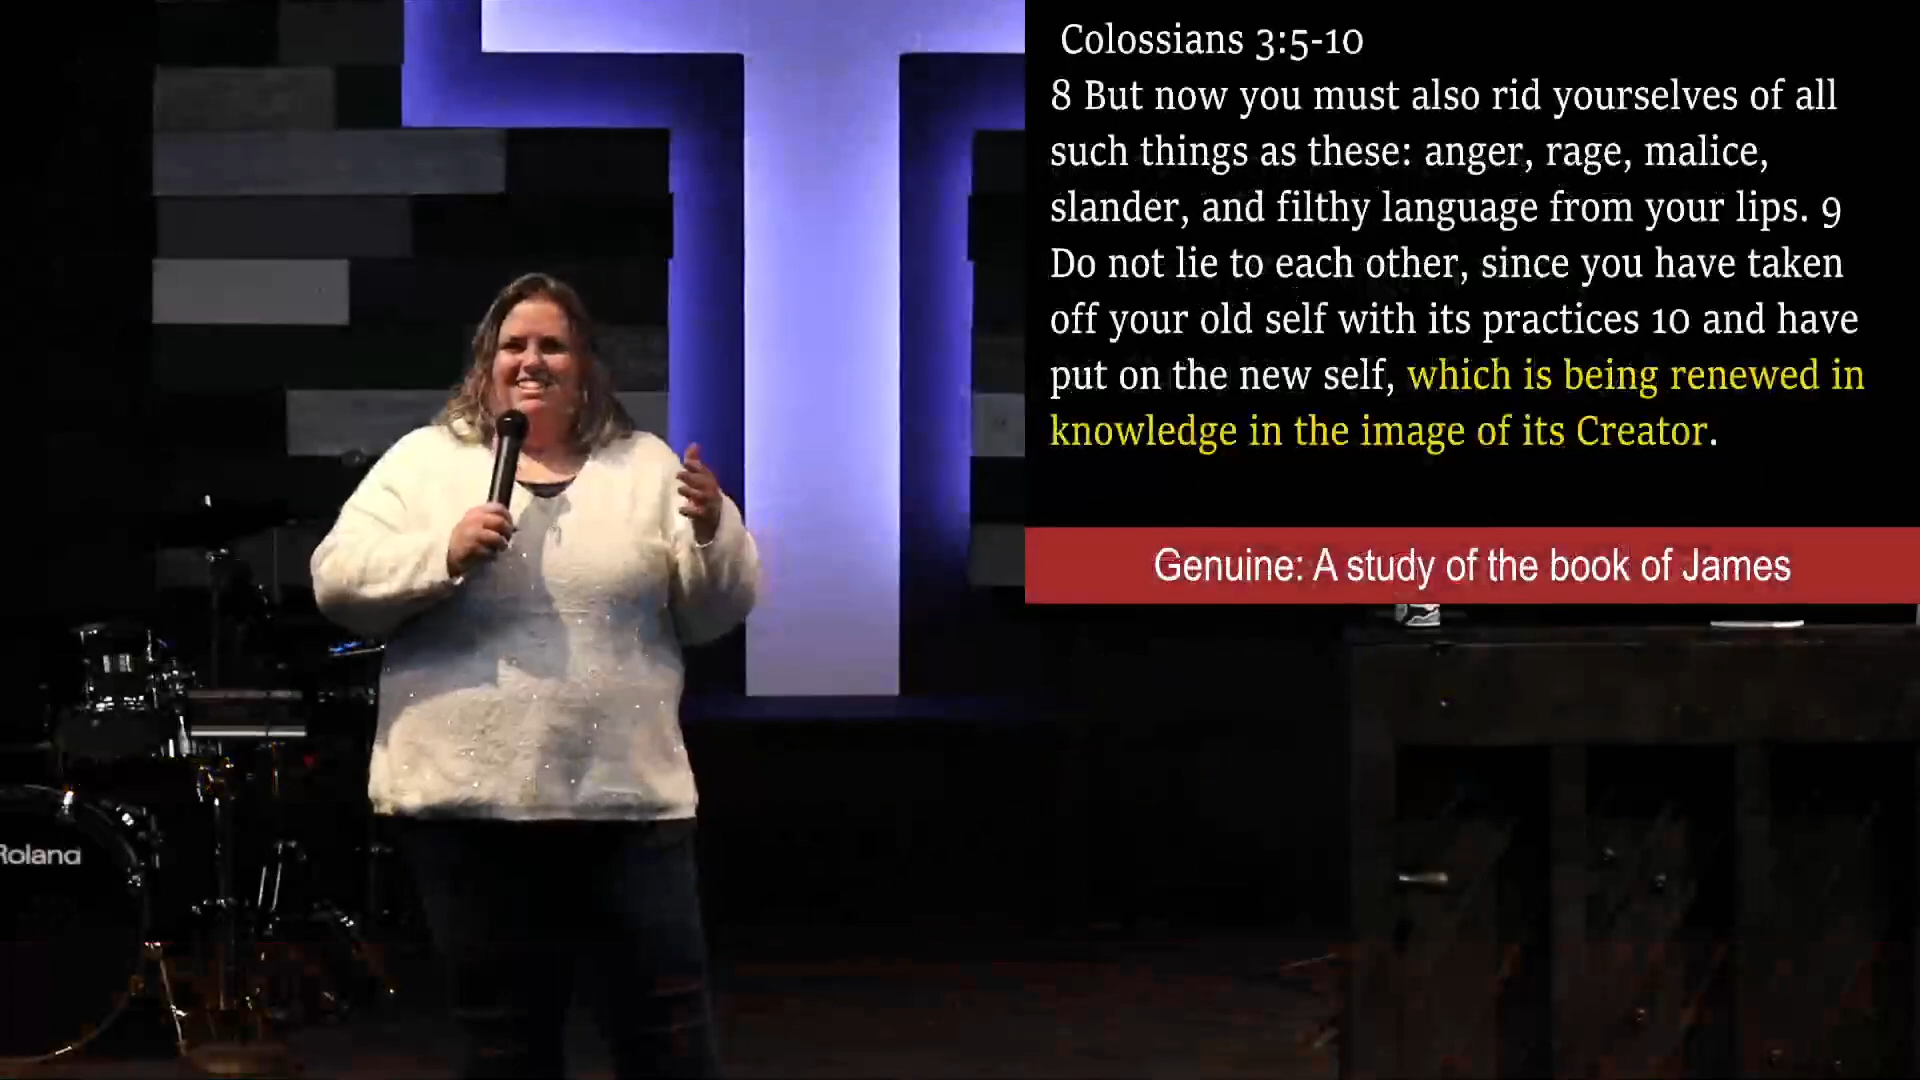 Colossians 3:5-10
8 But now you must also rid yourselves of all
such things as these: anger, rage, malice,
slander, and filthy language from your lips. 9
Do not lie to each other, since you have taken
off your old self with its practices 10 and have
put on the new self, which is being renewed in
knowledge in the image of its Creator.
Genuine: A study of the book of James
Roland